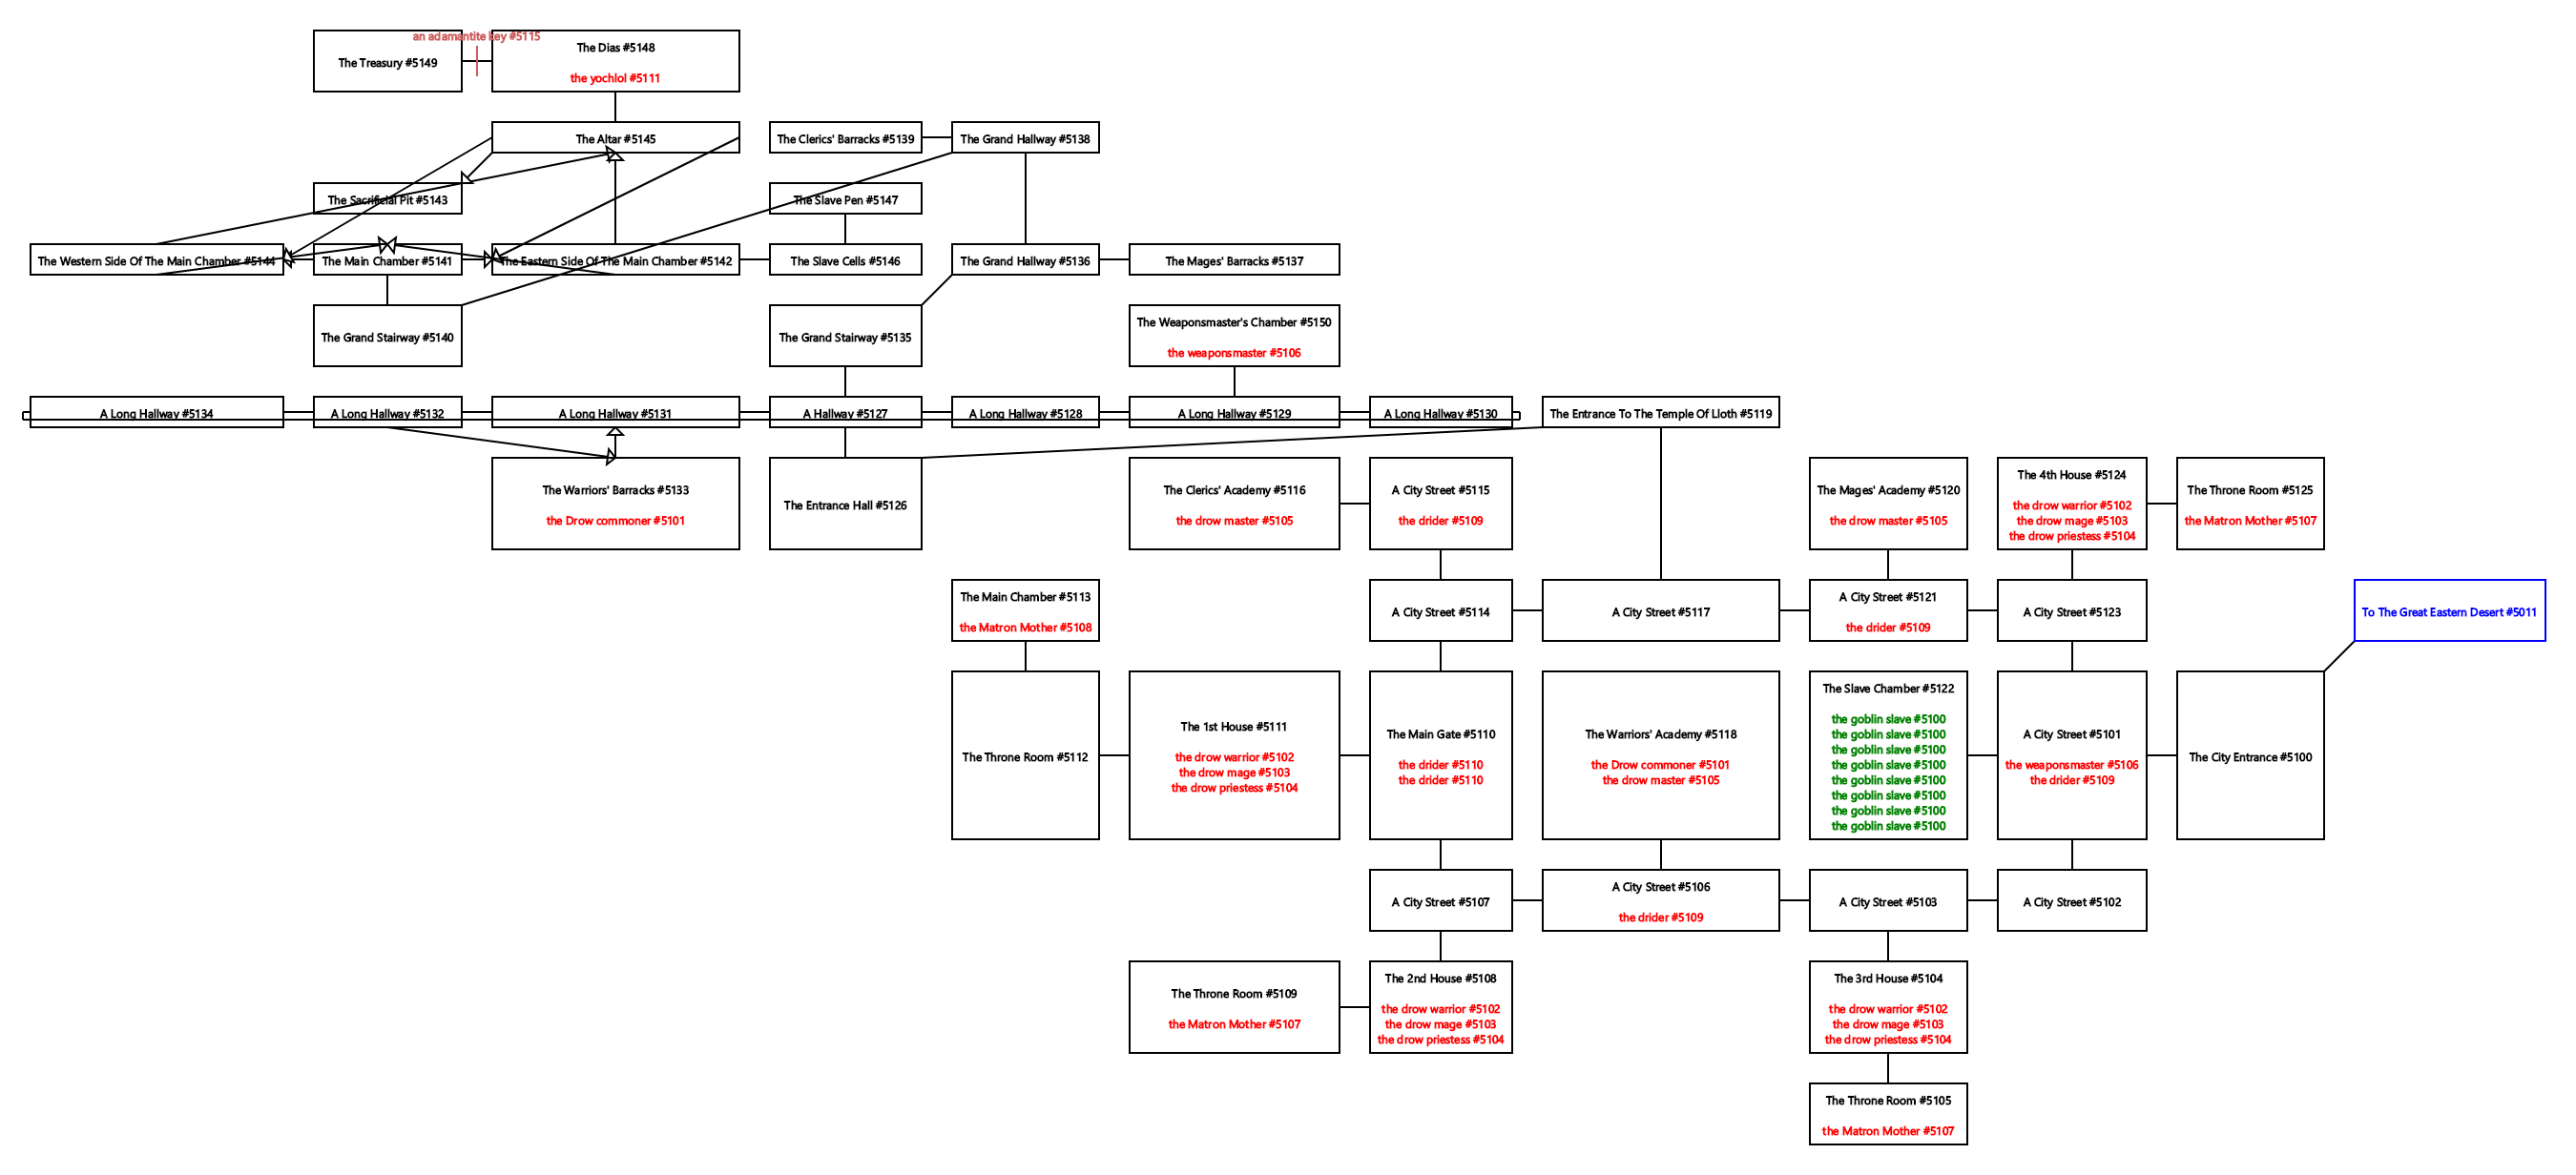 an adamantite key #5115
The Treasury #5149
The Dias #5148
the yochlol #5111
The Altar #5145
The Clerics' Barracks #5139
The Grand Hallway #5138
The Sacrificial Pit #5143
The Slave Pen #5147
The Western Side Of The Main Chamber #5144
The Main Chamber #5141
The Eastern Side Of The Main Chamber #5142
The Slave Cells #5146
The Grand Hallway #5136
The Mages' Barracks #5137
The Grand Stairway #5140
The Grand Stairway #5135
The Weaponsmaster's Chamber #5150
the weaponsmaster #5106
A Long Hallway #5134
A Long Hallway #5132
A Long Hallway #5131
A Hallway #5127
A Long Hallway #5128
A Long Hallway #5129
A Long Hallway #5130
The Entrance To The Temple Of Lloth #5119
The Warriors' Barracks #5133
the Drow commoner #5101
The Entrance Hall #5126
The Clerics' Academy #5116
the drow master #5105
A City Street #5115
the drider #5109
The Mages' Academy #5120
the drow master #5105
The 4th House #5124
the drow warrior #5102
the drow mage #5103
the drow priestess #5104
The Throne Room #5125
the Matron Mother #5107
The Main Chamber #5113
the Matron Mother #5108
A City Street #5114
A City Street #5117
A City Street #5121
the drider #5109
A City Street #5123
To The Great Eastern Desert #5011
The Throne Room #5112
The 1st House #5111
the drow warrior #5102
the drow mage #5103
the drow priestess #5104
The Main Gate #5110
the drider #5110
the drider #5110
The Warriors' Academy #5118
the Drow commoner #5101
the drow master #5105
The Slave Chamber #5122
the goblin slave #5100
the goblin slave #5100
the goblin slave #5100
the goblin slave #5100
the goblin slave #5100
the goblin slave #5100
the goblin slave #5100
the goblin slave #5100
A City Street #5101
the weaponsmaster #5106
the drider #5109
The City Entrance #5100
A City Street #5107
A City Street #5106
the drider #5109
A City Street #5103
A City Street #5102
The Throne Room #5109
the Matron Mother #5107
The 2nd House #5108
the drow warrior #5102
the drow mage #5103
the drow priestess #5104
The 3rd House #5104
the drow warrior #5102
the drow mage #5103
the drow priestess #5104
The Throne Room #5105
the Matron Mother #5107